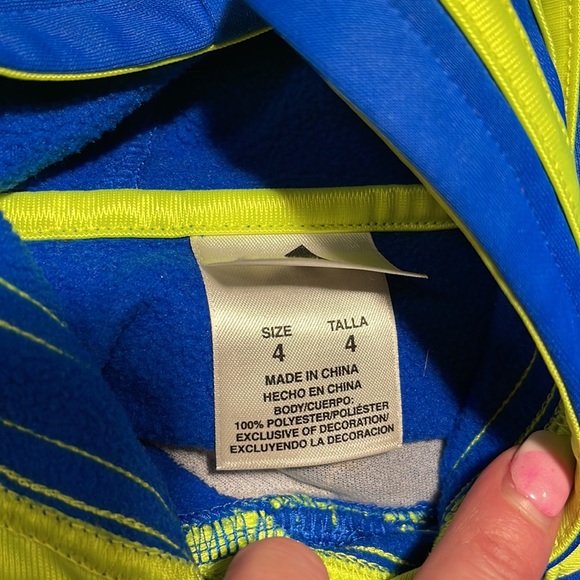 SIZE TALLA
4 4
MADE IN CHINA
HECHO EN CHINA
BODY/CUERPO:
100% POLYESTER/POLIÉSTER
EXCLUSIVE OF DECORATION/
EXCLUYENDO LA DECORACION